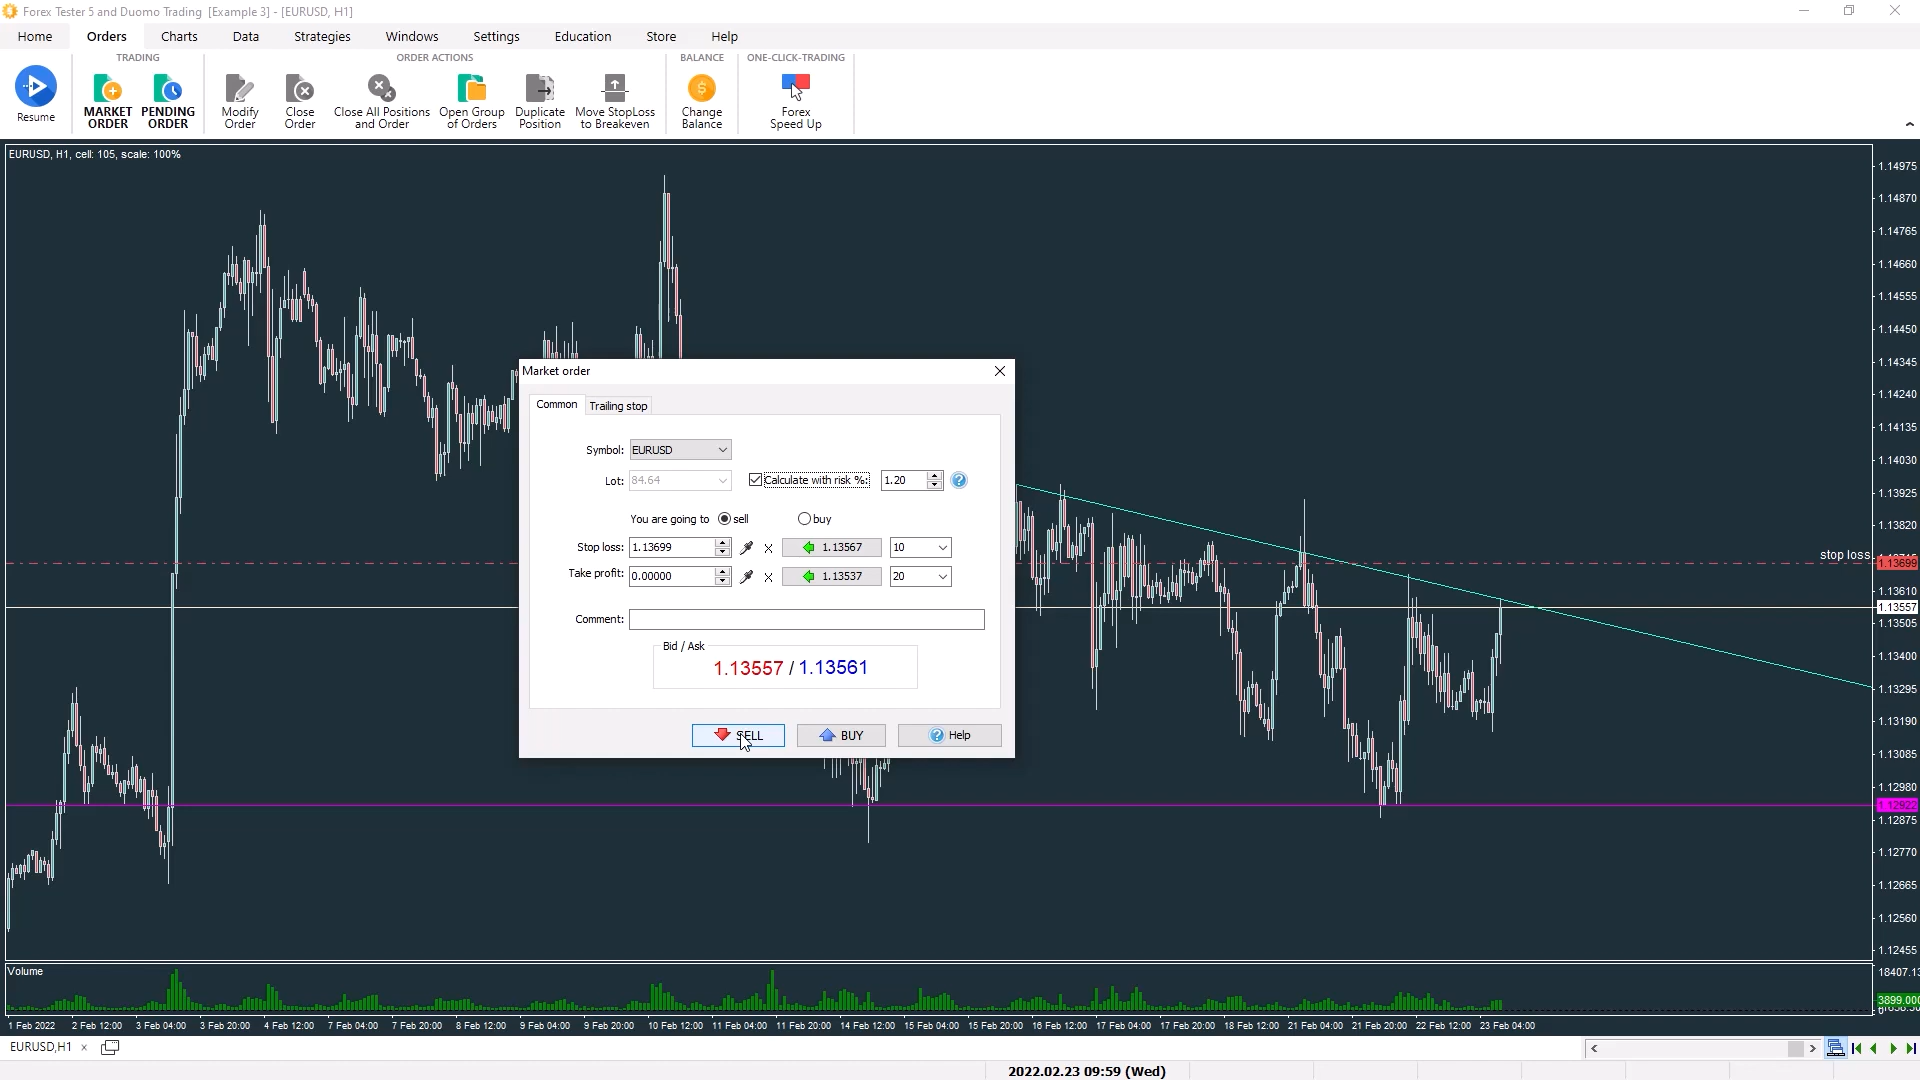 Forex Tester 5 and Duomo Trading [Example 3] - [EURUSD, H1]
Home Orders Charts Data Strategies Windows Settings Education Store Help
TRADING ORDER ACTIONS BALANCE ONE-CLICK-TRADING
Resume
MARKET ORDER
PENDING ORDER
Modify Order
Close Order
Close All Positions and Order
Open Group of Orders
Duplicate Position
Move StopLoss to Breakeven
Change Balance
Forex Speed Up
EURUSD, H1, cell: 105, scale: 100%
1.14975
1.14870
1.14765
1.14660
1.14555
1.14450
1.14345
1.14240
1.14135
1.14030
1.13925
1.13820
stop loss
1.13699
1.13610
1.13557
1.13505
1.13400
1.13295
1.13190
1.13085
1.12980
1.12922
1.12875
1.12770
1.12665
1.12560
1.12455
Market order
Common Trailing stop
Symbol: EURUSD
Lot: 84.64 Calculate with risk %: 1.20
You are going to sell buy
Stop loss: 1.13699 1.13567 10
Take profit: 0.00000 1.13537 20
Comment:
Bid / Ask
1.13557 / 1.13561
SELL BUY Help
Volume
18407.13
3899.000
1 Feb 2022 2 Feb 12:00 3 Feb 04:00 3 Feb 20:00 4 Feb 12:00 7 Feb 04:00 7 Feb 20:00 8 Feb 12:00 9 Feb 04:00 9 Feb 20:00 10 Feb 12:00 11 Feb 04:00 11 Feb 20:00 14 Feb 12:00 15 Feb 04:00 15 Feb 20:00 16 Feb 12:00 17 Feb 04:00 17 Feb 20:00 18 Feb 12:00 21 Feb 04:00 21 Feb 20:00 22 Feb 12:00 23 Feb 04:00
EURUSD,H1
2022.02.23 09:59 (Wed)